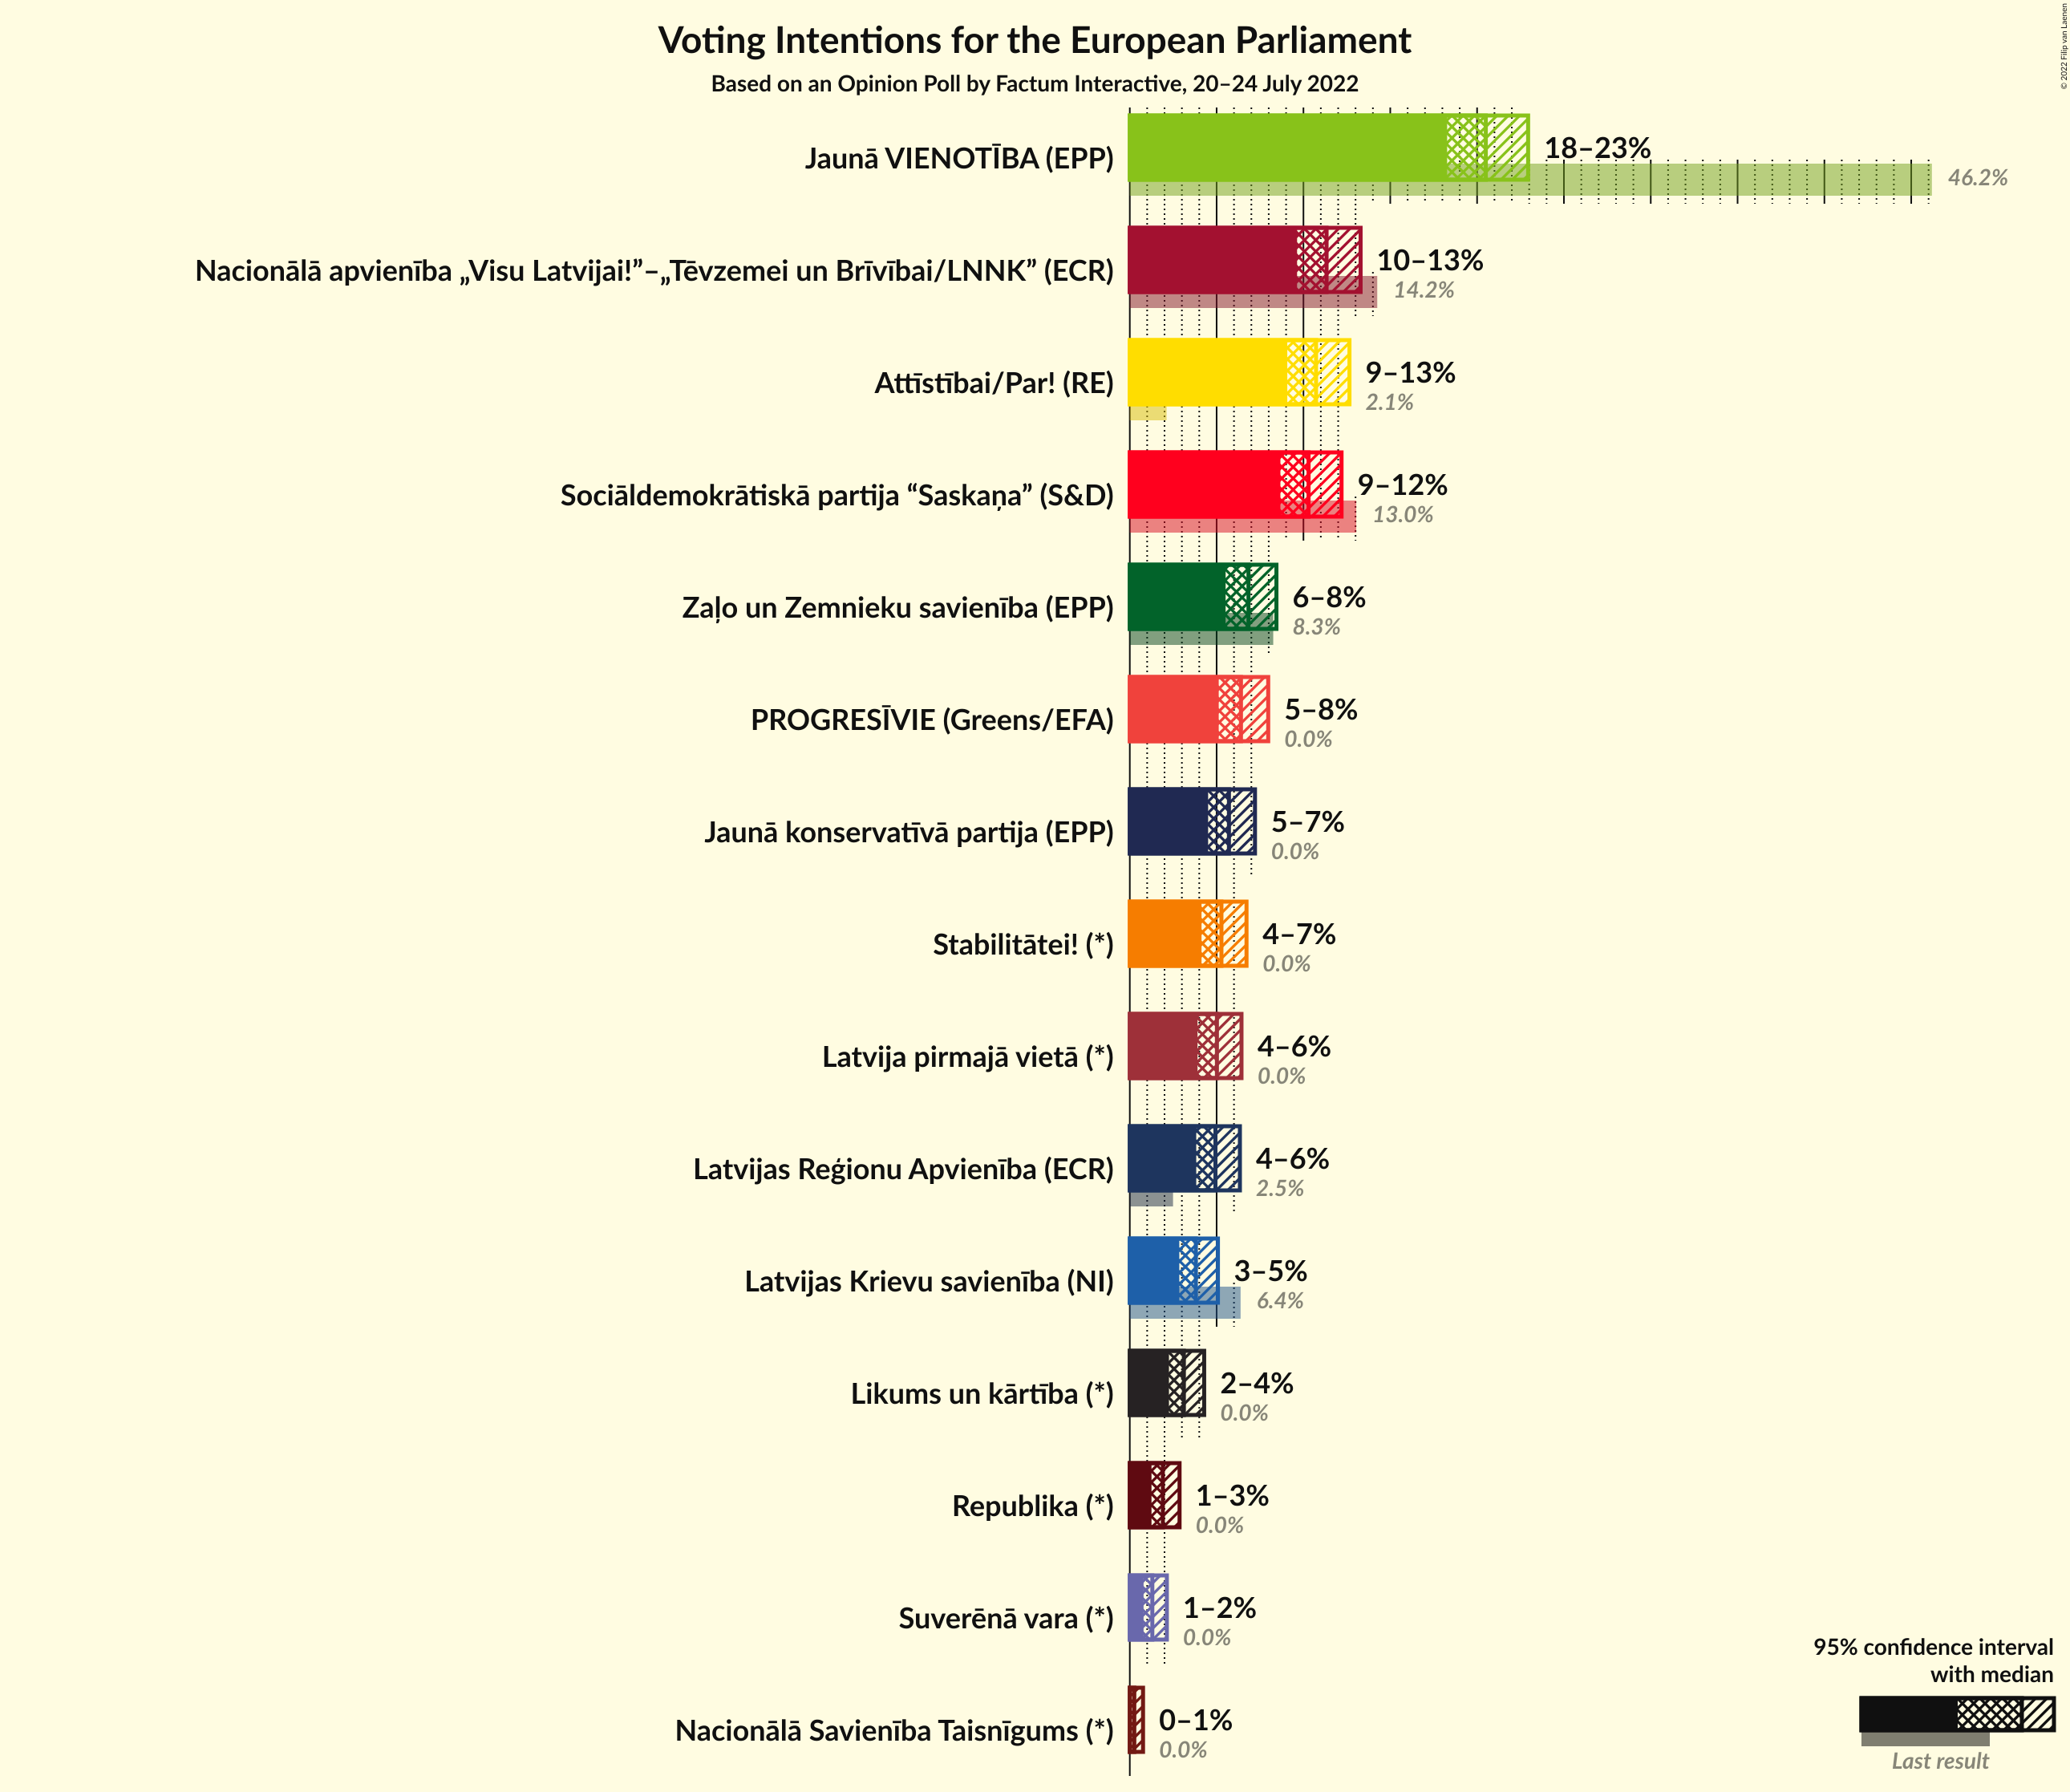 Voting Intentions for the European Parliament
Based on an Opinion Poll by Factum Interactive, 20–24 July 2022
© 2022 Filip van Laenen
Jaunā VIENOTĪBA (EPP)
18–23%
46.2%
Nacionālā apvienība „Visu Latvijai!”–„Tēvzemei un Brīvībai/LNNK” (ECR)
10–13%
14.2%
Attīstībai/Par! (RE)
9–13%
2.1%
Sociāldemokrātiskā partija “Saskaņa” (S&D)
9–12%
13.0%
Zaļo un Zemnieku savienība (EPP)
6–8%
8.3%
PROGRESĪVIE (Greens/EFA)
5–8%
0.0%
Jaunā konservatīvā partija (EPP)
5–7%
0.0%
Stabilitātei! (*)
4–7%
0.0%
Latvija pirmajā vietā (*)
4–6%
0.0%
Latvijas Reģionu Apvienība (ECR)
4–6%
2.5%
Latvijas Krievu savienība (NI)
3–5%
6.4%
Likums un kārtība (*)
2–4%
0.0%
Republika (*)
1–3%
0.0%
Suverēnā vara (*)
1–2%
0.0%
Nacionālā Savienība Taisnīgums (*)
0–1%
0.0%
95% confidence interval
with median
Last result